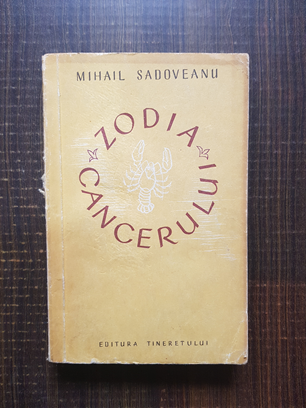 MIHAIL SADOVEANU
ZODIA
CANCERULUI
EDITURA TINERETULUI